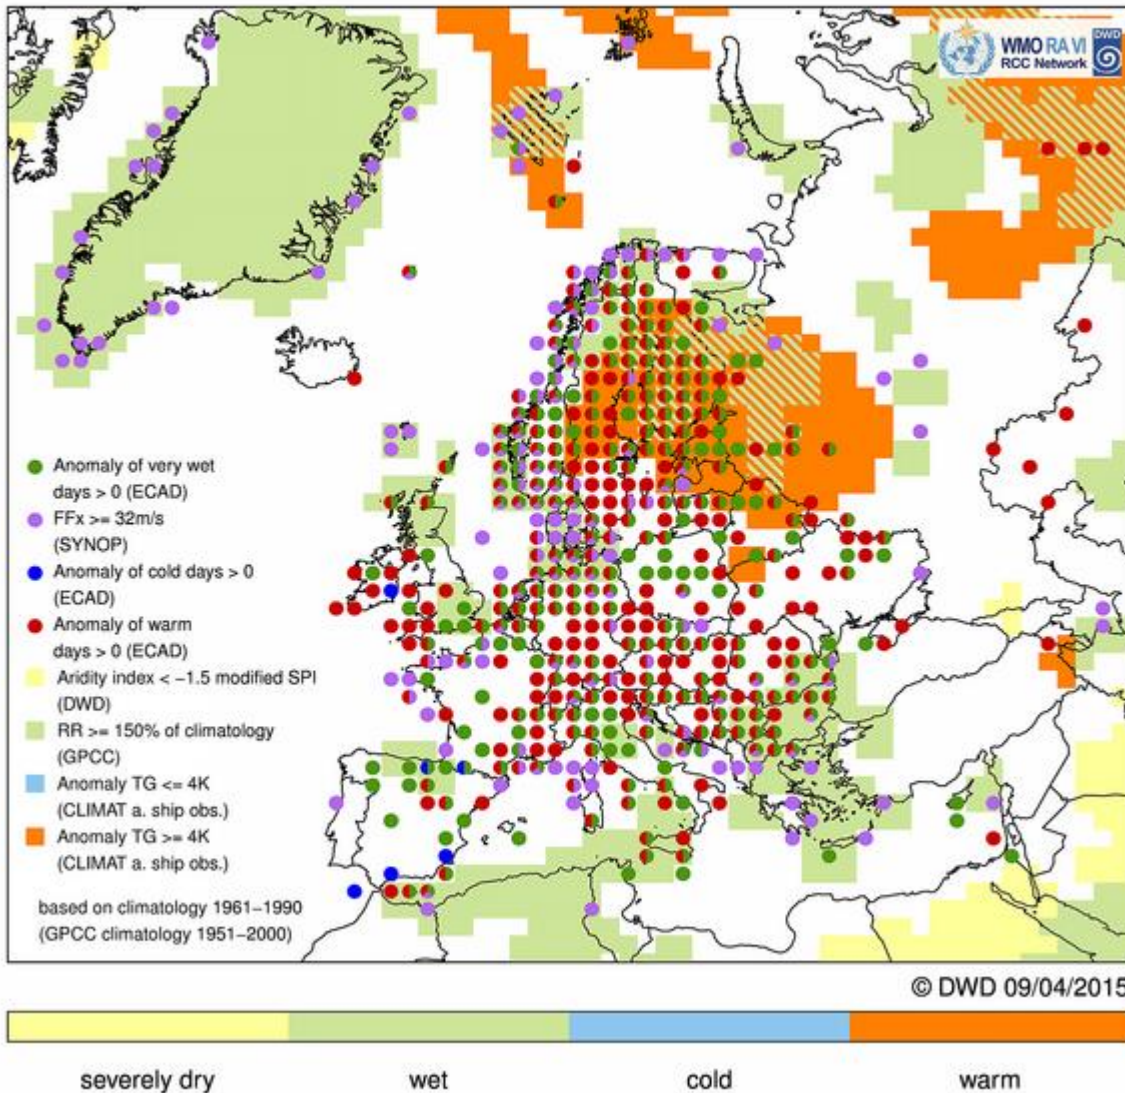 WMO RA VI
RCC Network
DWD
Anomaly of very wet
days > 0 (ECAD)
FFx >= 32m/s
(SYNOP)
Anomaly of cold days > 0
(ECAD)
Anomaly of warm
days > 0 (ECAD)
Aridity index < −1.5 modified SPI
(DWD)
RR >= 150% of climatology
(GPCC)
Anomaly TG <= 4K
(CLIMAT a. ship obs.)
Anomaly TG >= 4K
(CLIMAT a. ship obs.)
based on climatology 1961−1990
(GPCC climatology 1951−2000)
© DWD 09/04/2015
severely dry wet cold warm